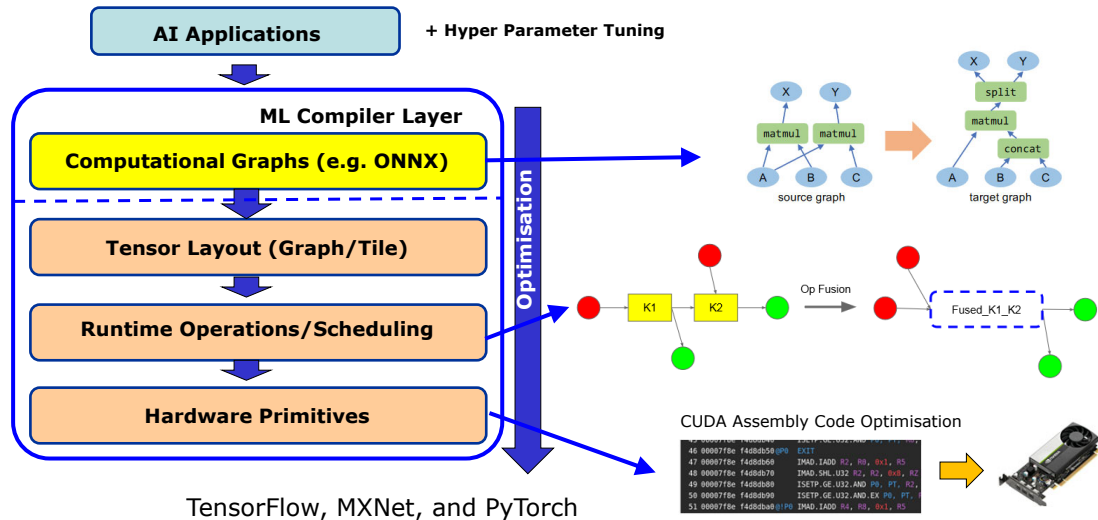 AI Applications
+ Hyper Parameter Tuning
ML Compiler Layer
Computational Graphs (e.g. ONNX)
Tensor Layout (Graph/Tile)
Runtime Operations/Scheduling
Hardware Primitives
Optimisation
TensorFlow, MXNet, and PyTorch
X Y
matmul matmul
A B C
source graph
X Y
split
matmul
concat
A B C
target graph
K1 K2
Op Fusion
Fused_K1_K2
CUDA Assembly Code Optimisation
46 00007f8e f4d8db50 @P0 EXIT
47 00007f8e f4d8db60 IMAD.IADD R2, R0, 0x1, R5
48 00007f8e f4d8db70 IMAD.SHL.U32 R2, R2, 0x8, RZ
49 00007f8e f4d8db80 ISETP.GE.U32.AND P0, PT, R2,
50 00007f8e f4d8db90 ISETP.GE.U32.AND.EX P0, PT,
51 00007f8e f4d8dba0 @!P0 IMAD.IADD R4, R8, 0x1, R5